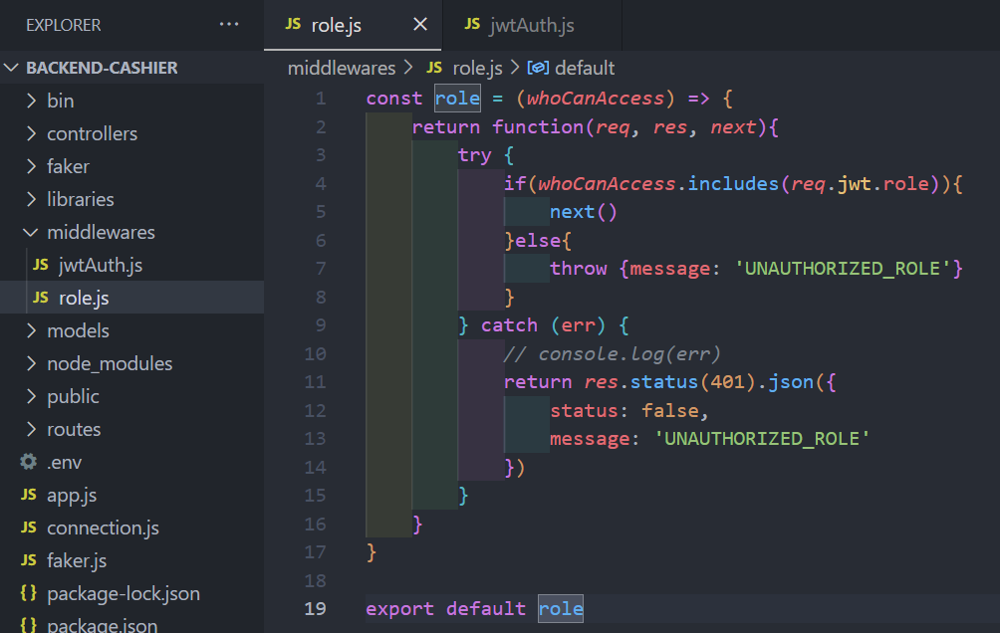 EXPLORER ···
JS role.js ×
JS jwtAuth.js
BACKEND-CASHIER
bin
controllers
faker
libraries
middlewares
JS jwtAuth.js
JS role.js
models
node_modules
public
routes
.env
JS app.js
JS connection.js
JS faker.js
{} package-lock.json
{} package.json
middlewares > JS role.js > default
1 const role = (whoCanAccess) => {
2 return function(req, res, next){
3 try {
4 if(whoCanAccess.includes(req.jwt.role)){
5 next()
6 }else{
7 throw {message: 'UNAUTHORIZED_ROLE'}
8 }
9 } catch (err) {
10 // console.log(err)
11 return res.status(401).json({
12 status: false,
13 message: 'UNAUTHORIZED_ROLE'
14 })
15 }
16 }
17 }
18
19 export default role